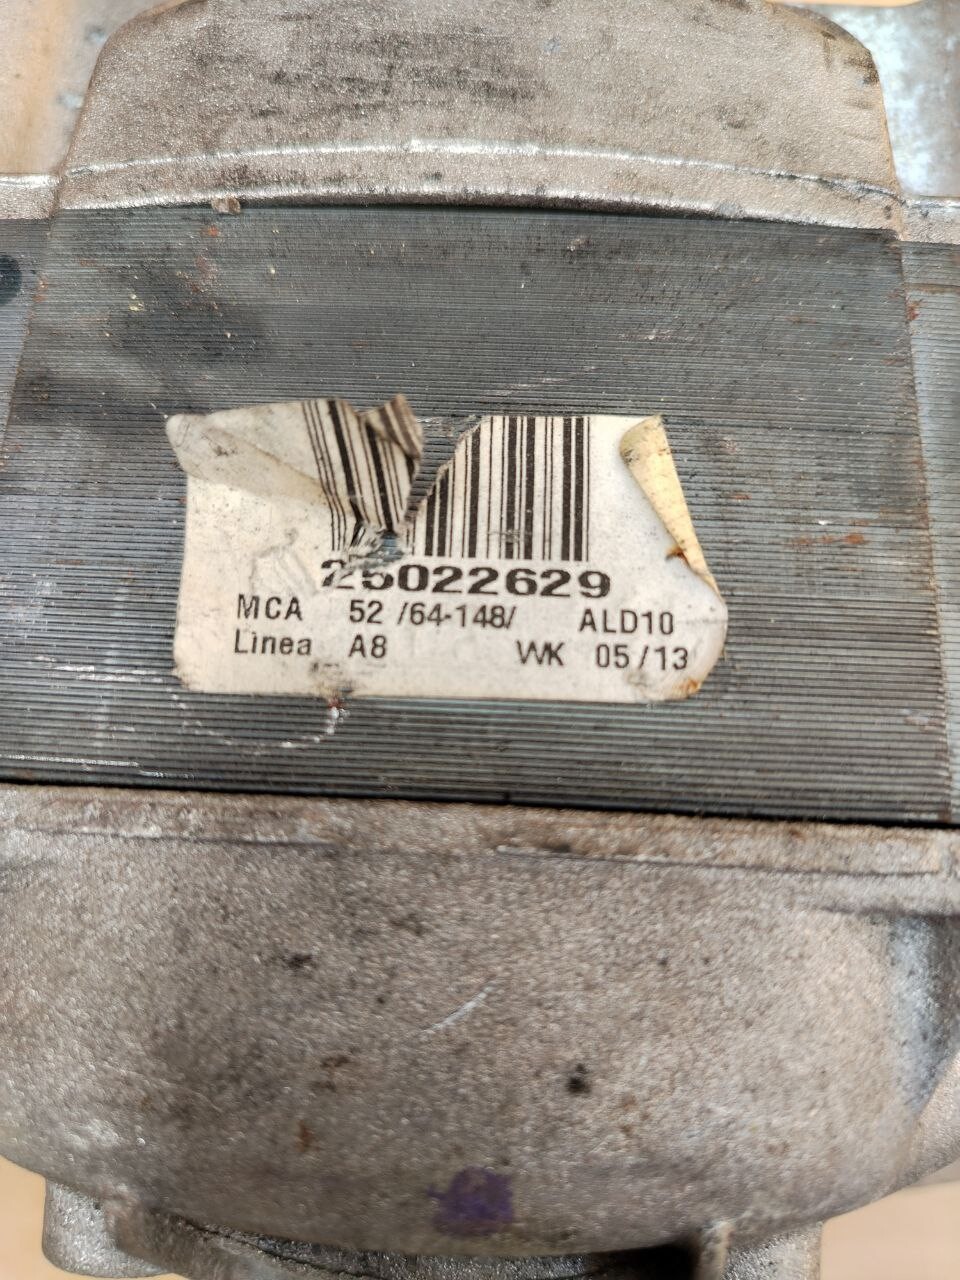 25022629
MCA 52 /64-148/ ALD10
Linea A8 WK 05/13